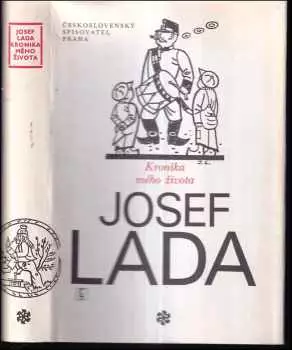 JOSEF
LADA
KRONIKA
MÉHO
ŽIVOTA
ČESKOSLOVENSKÝ
SPISOVATEL
PRAHA
J. L.
Kronika
mého života
JOSEF
LADA